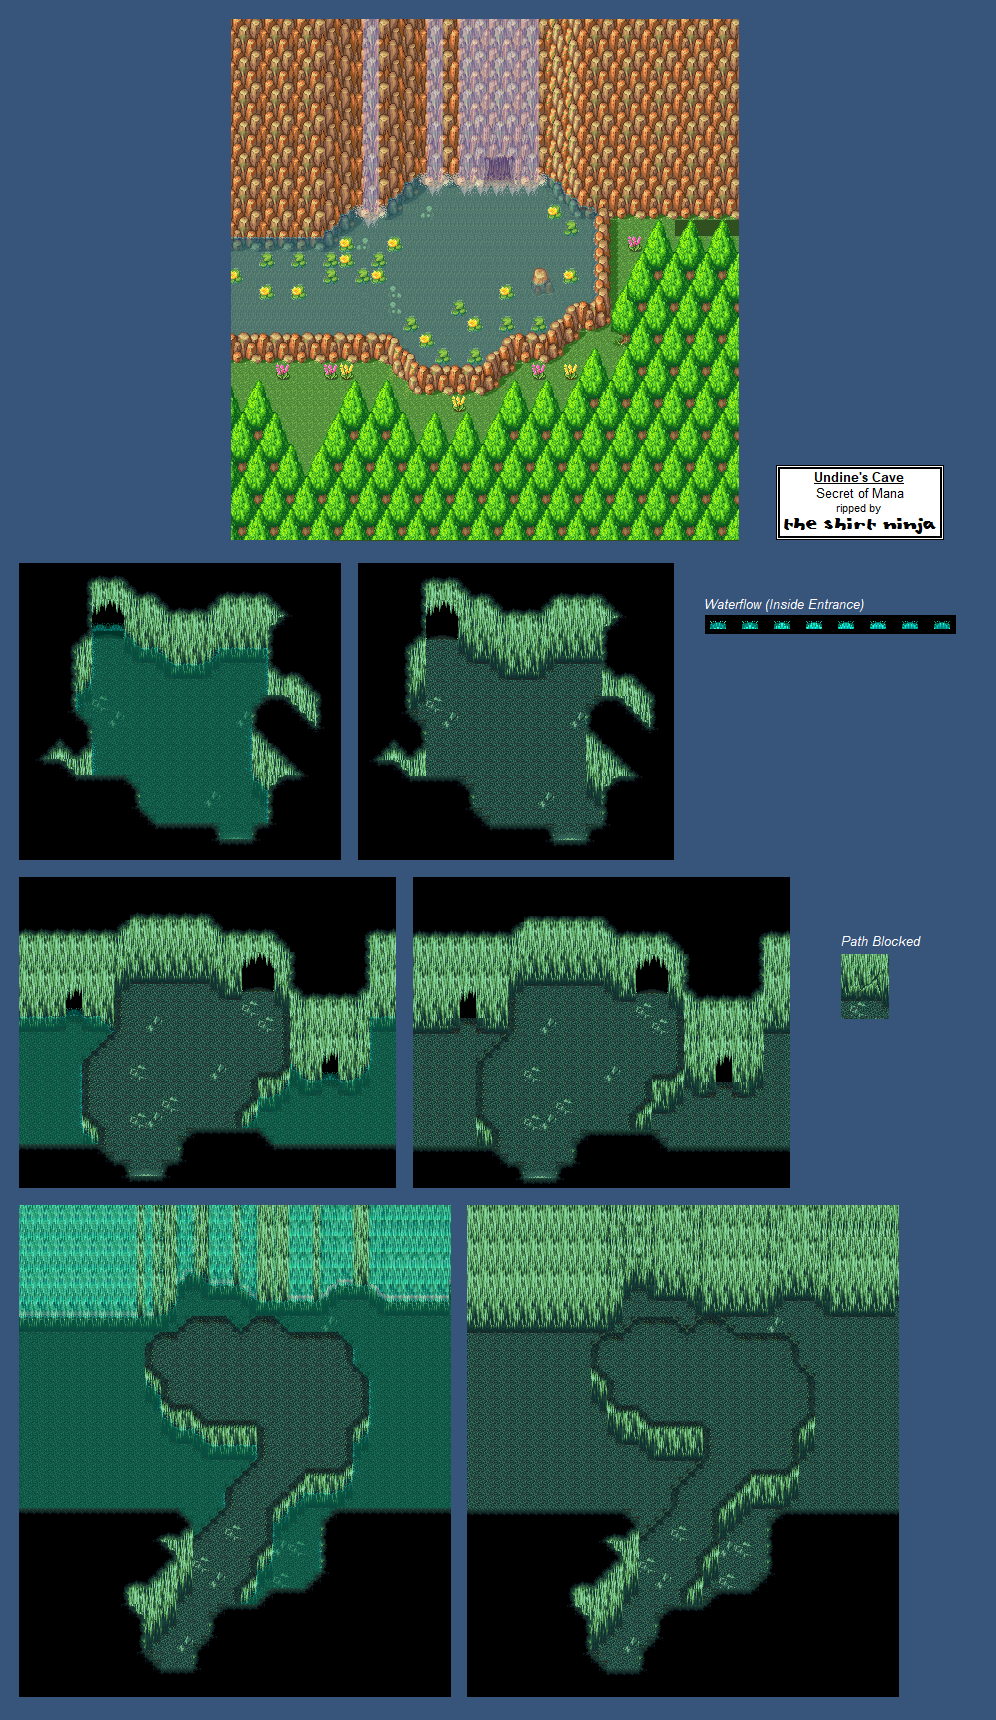 Undine's Cave
Secret of Mana
ripped by
the shirt ninja
Waterflow (Inside Entrance)
Path Blocked